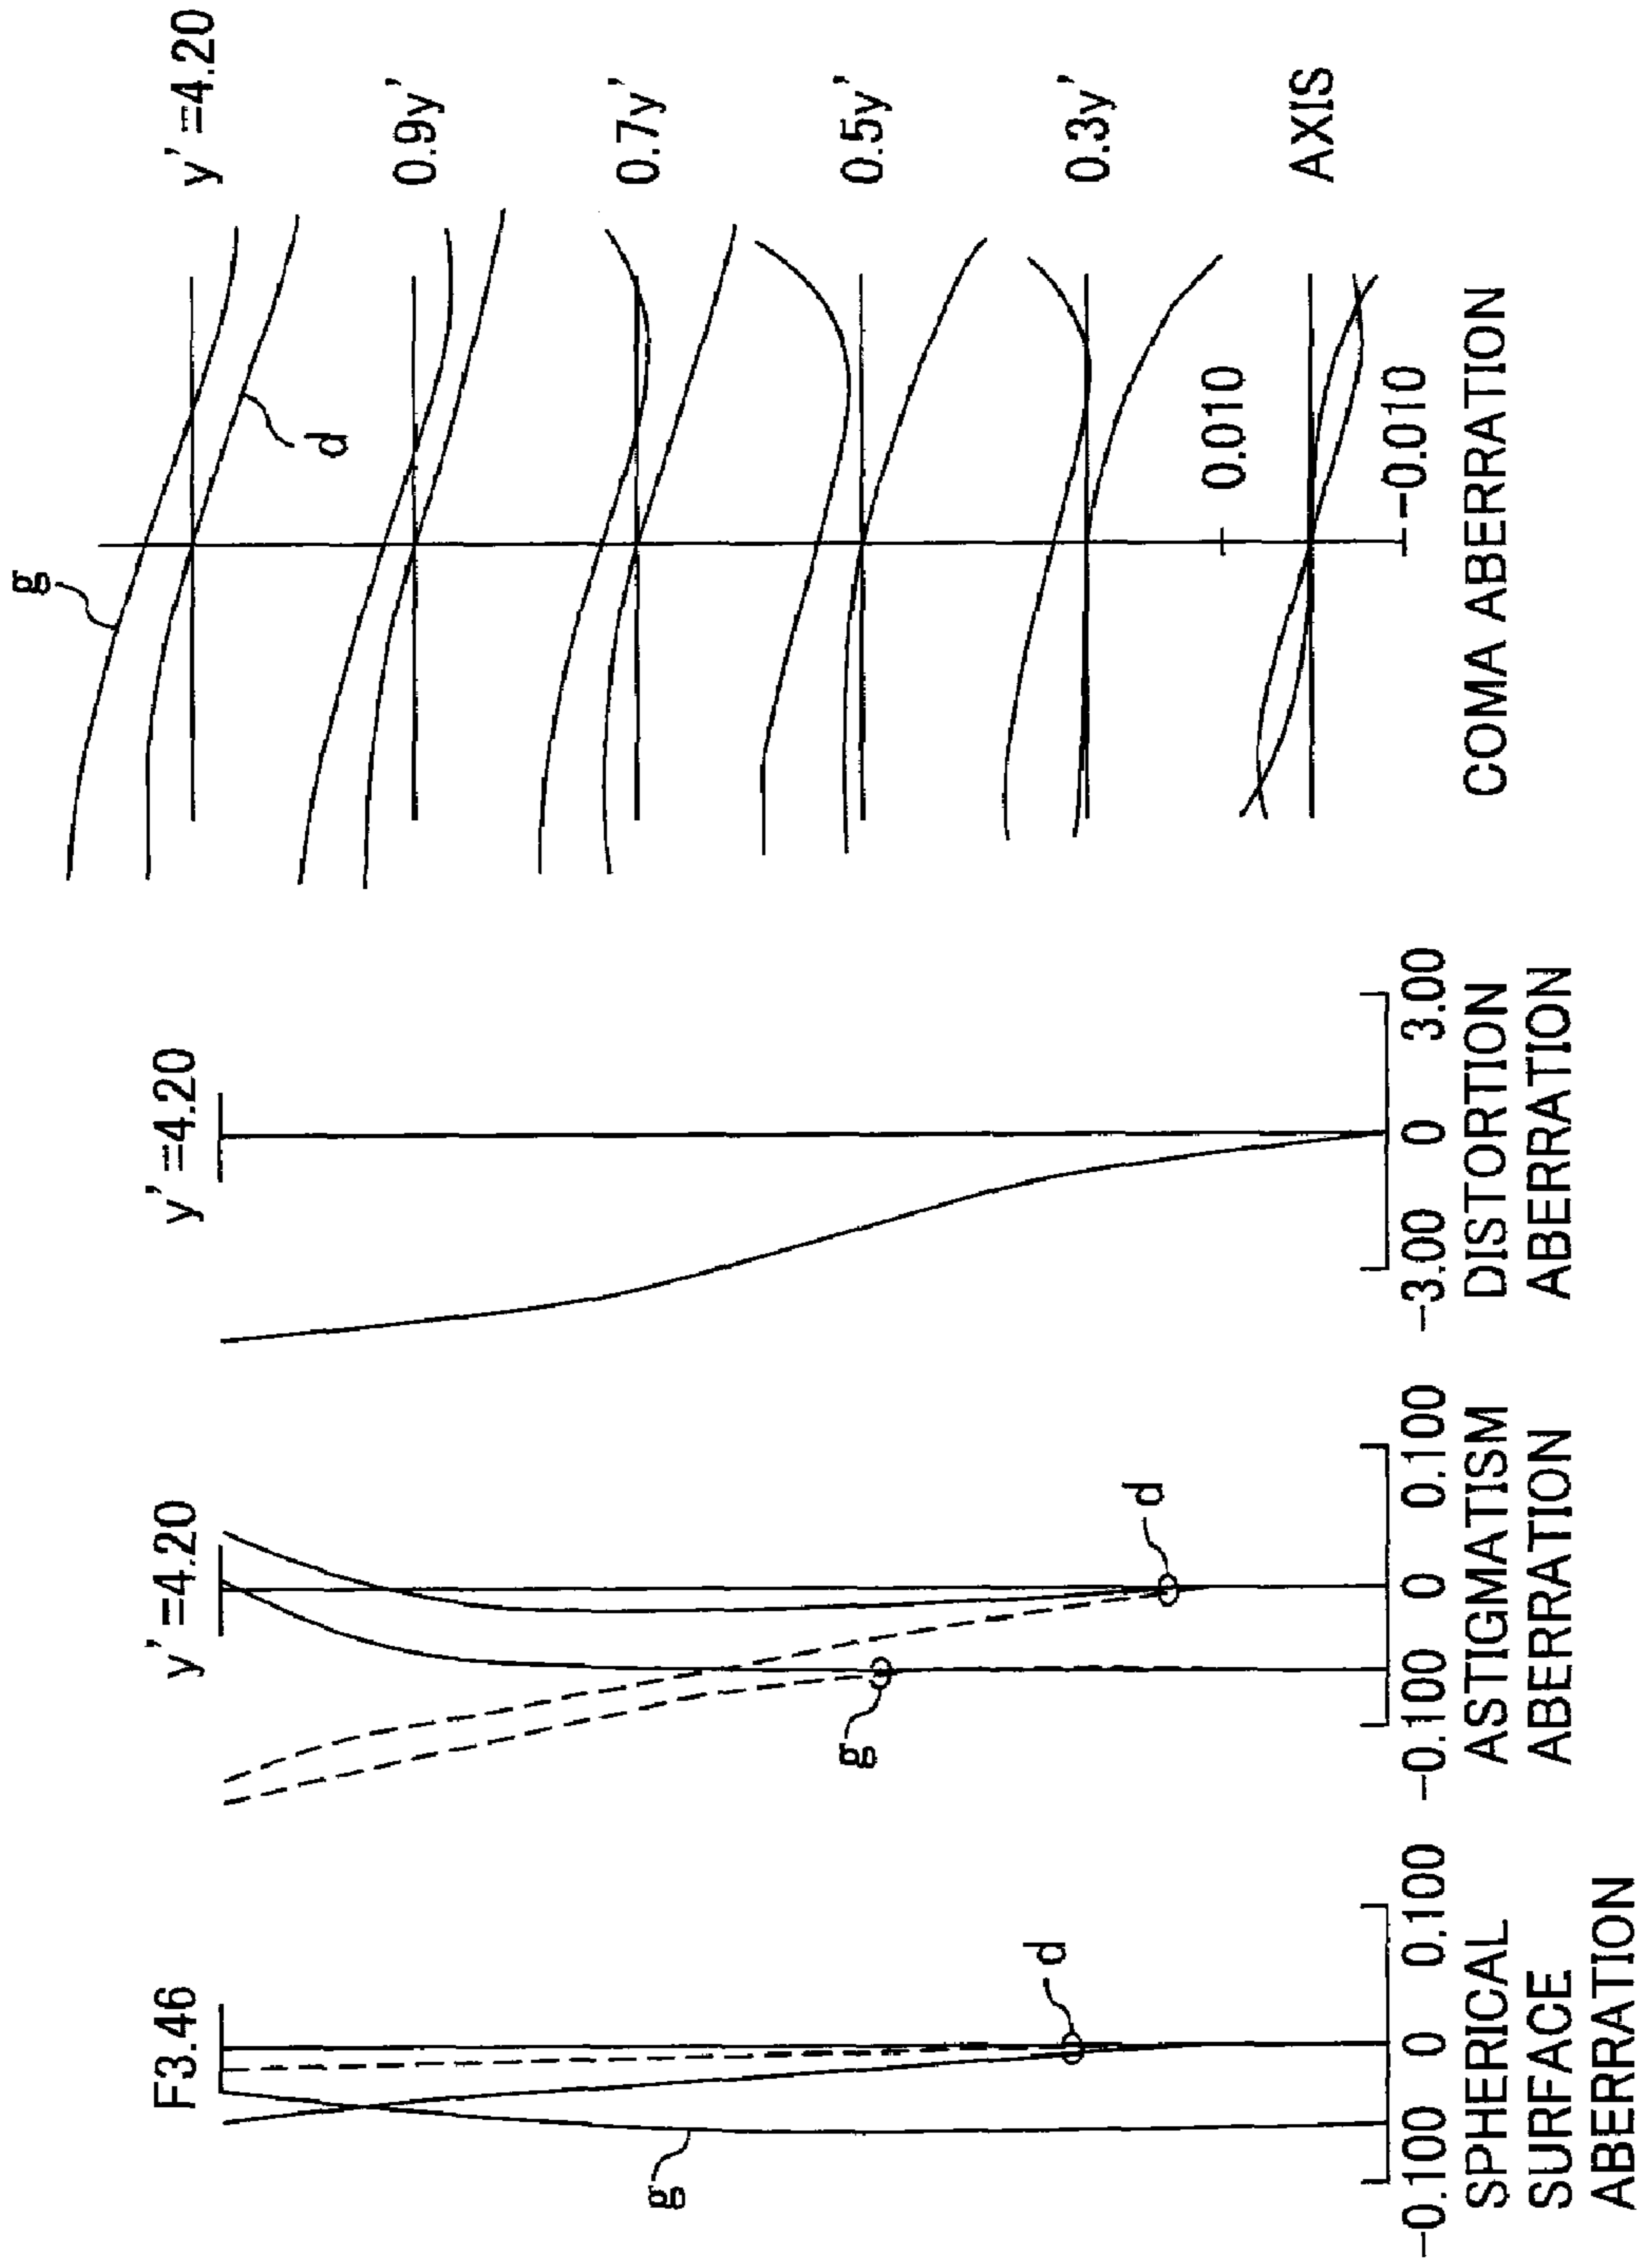 F3.46
g
d
-0.100 0 0.100
SPHERICAL
SURFACE
ABERRATION
y'=4.20
g
d
-0.100 0 0.100
ASTIGMATISM
ABERRATION
y'=4.20
-3.00 0 3.00
DISTORTION
ABERRATION
g
d
y'=4.20
0.9y'
0.7y'
0.5y'
0.3y'
0.010
AXIS
-0.010
COMA ABERRATION